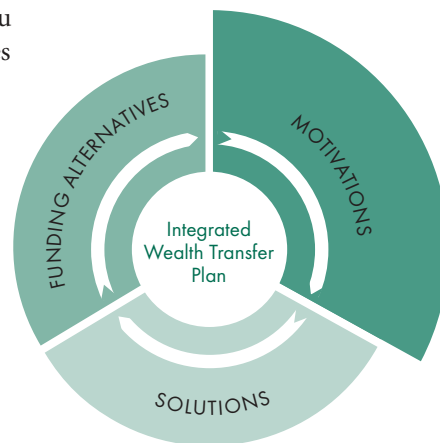 MOTIVATIONS
FUNDING ALTERNATIVES
Integrated
Wealth Transfer
Plan
SOLUTIONS